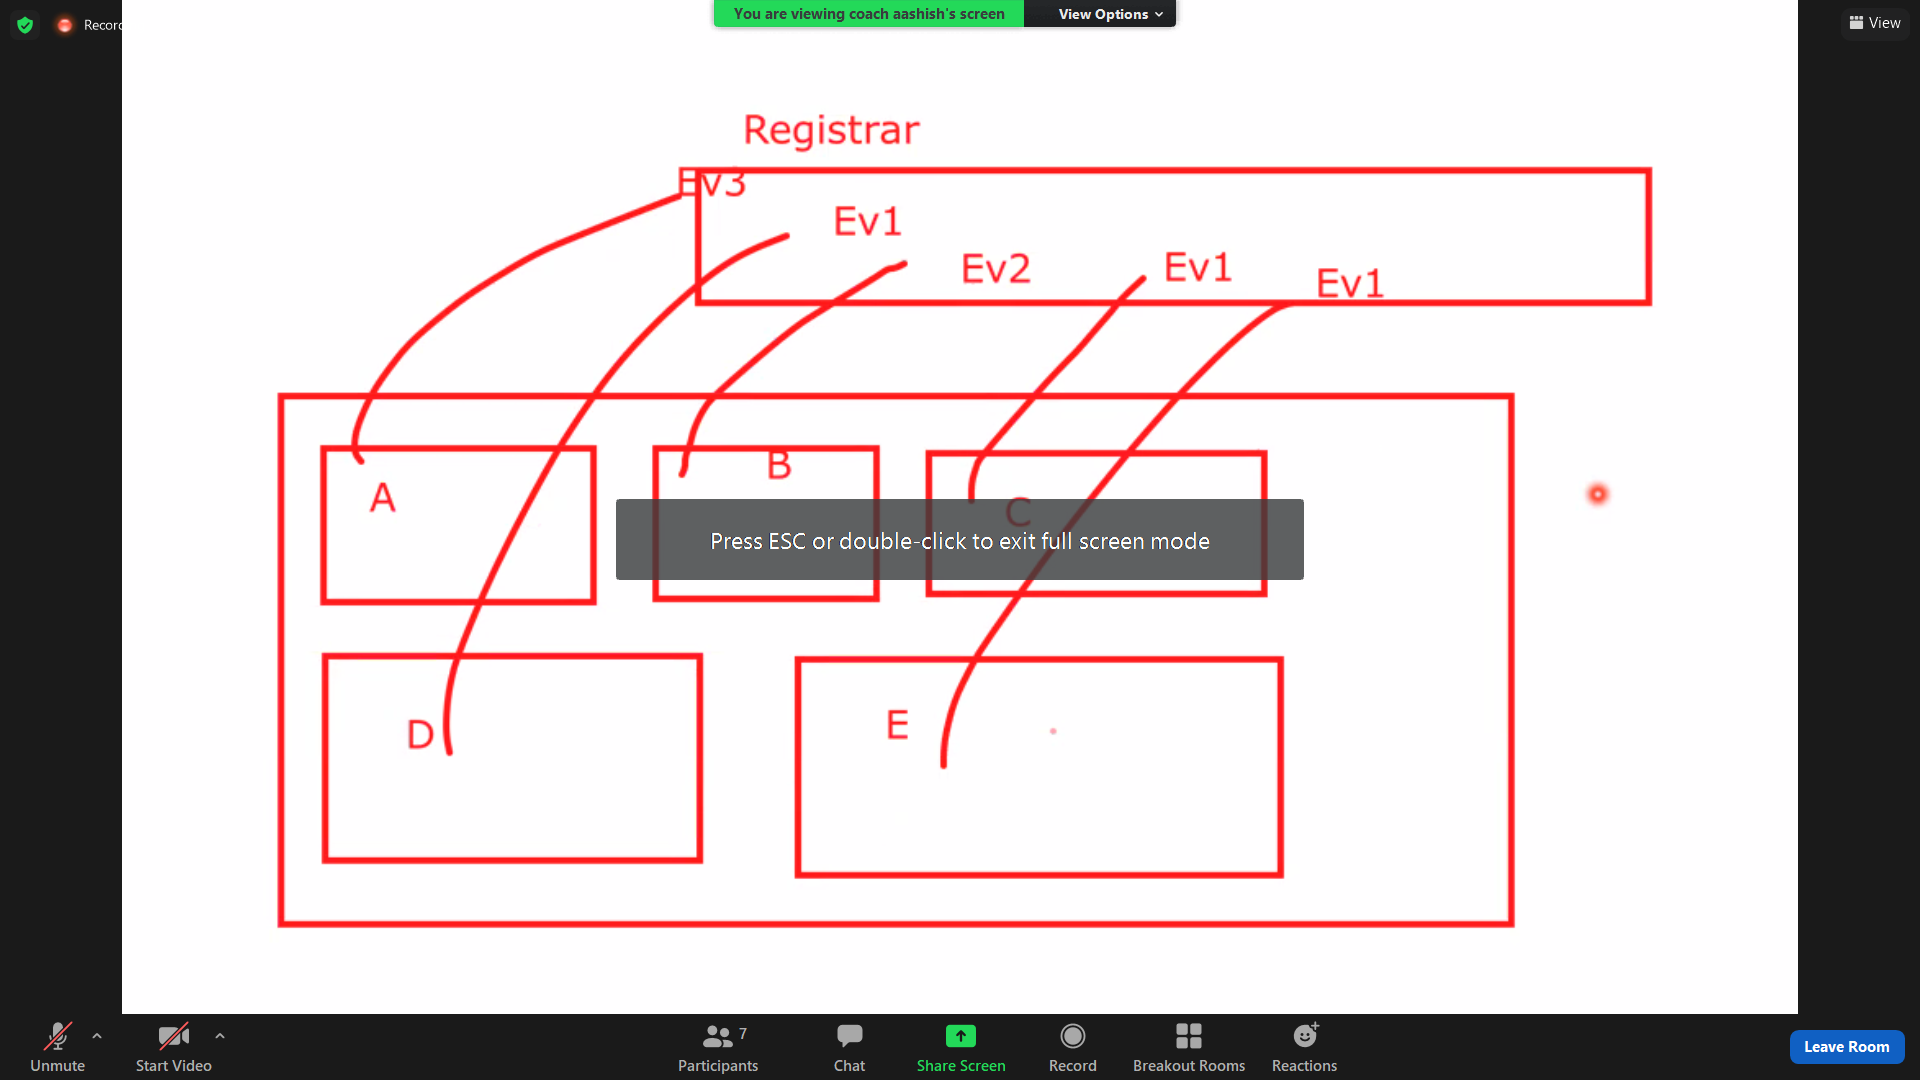 You are viewing coach aashish's screen
View Options
Recor
View
Registrar
Ev3
Ev1
Ev2
Ev1
Ev1
A
B
C
Press ESC or double-click to exit full screen mode
D
E
Unmute
Start Video
7
Participants
Chat
Share Screen
Record
Breakout Rooms
Reactions
Leave Room